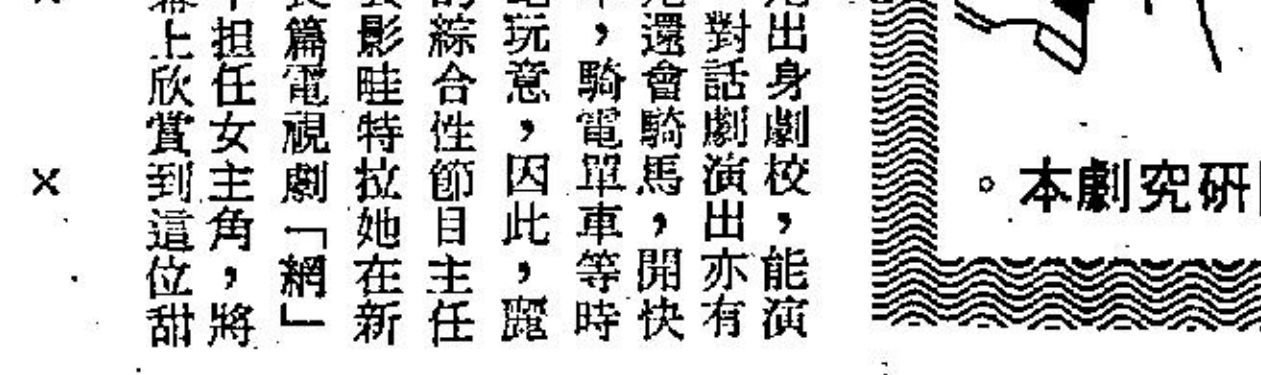 研究劇本。
出身劇校，能演
對話劇演出亦有
還會騎馬，開快
，騎電單車等時
玩意，因此，麗
的綜合性節目主任
影畦特拉她在新
篇電視劇「網」
担任女主角，將
上欣賞到這位甜
×